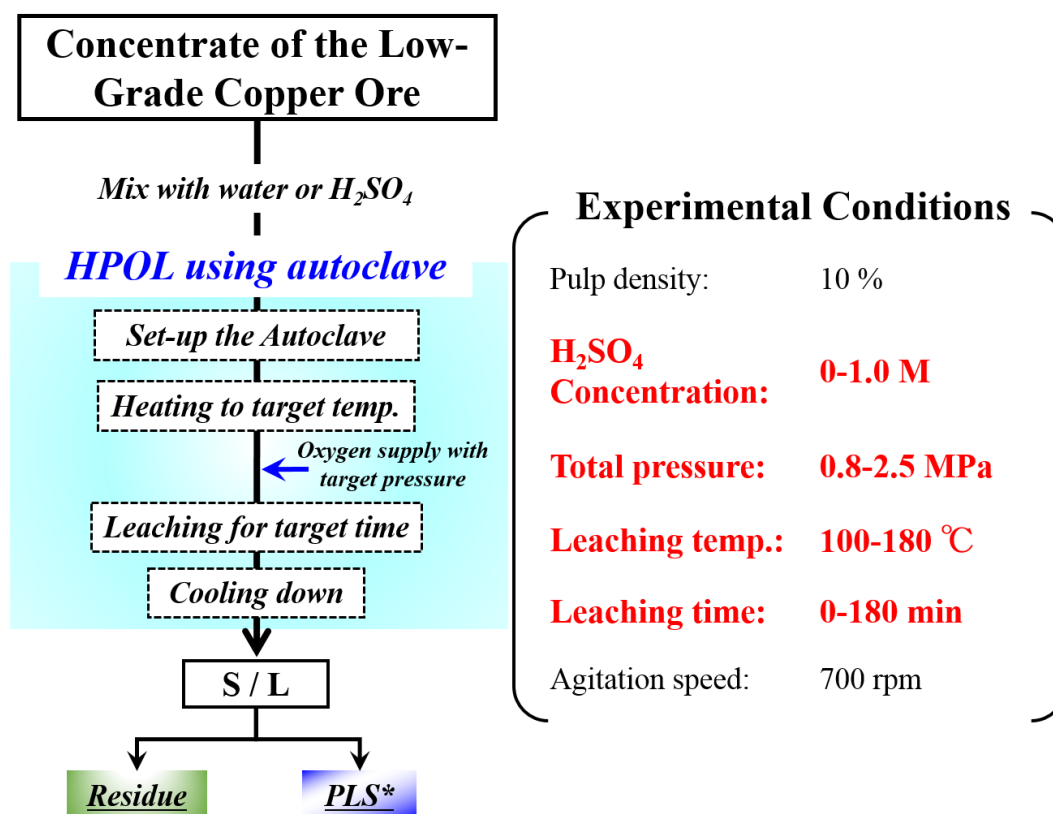 Concentrate of the Low-
Grade Copper Ore
Mix with water or H₂SO₄
HPOL using autoclave
Set-up the Autoclave
Heating to target temp.
Oxygen supply with
target pressure
Leaching for target time
Cooling down
S / L
Residue
PLS*
Experimental Conditions
Pulp density: 10 %
H₂SO₄
Concentration: 0-1.0 M
Total pressure: 0.8-2.5 MPa
Leaching temp.: 100-180 ℃
Leaching time: 0-180 min
Agitation speed: 700 rpm